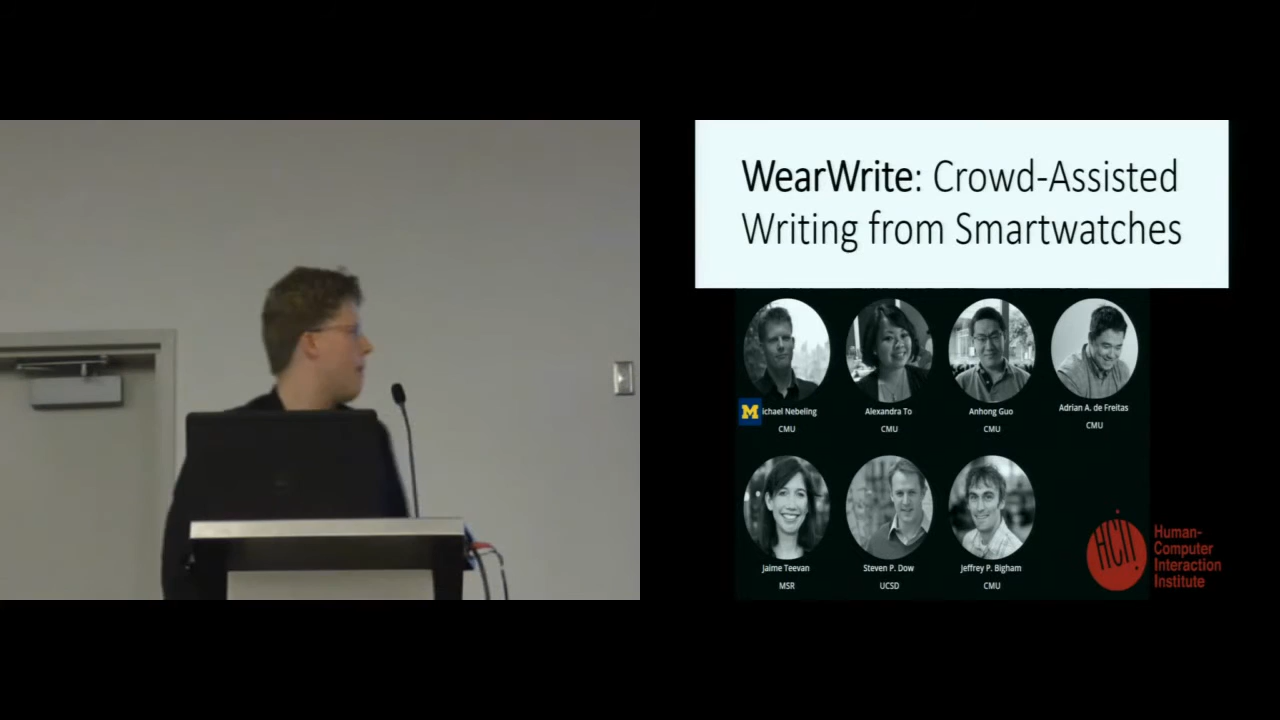 WearWrite: Crowd-Assisted
Writing from Smartwatches
M ichael Nebeling
CMU
Alexandra To
CMU
Anhong Guo
CMU
Adrian A. de Freitas
CMU
Jaime Teevan
MSR
Steven P. Dow
UCSD
Jeffrey P. Bigham
CMU
HCII
Human-
Computer
Interaction
Institute